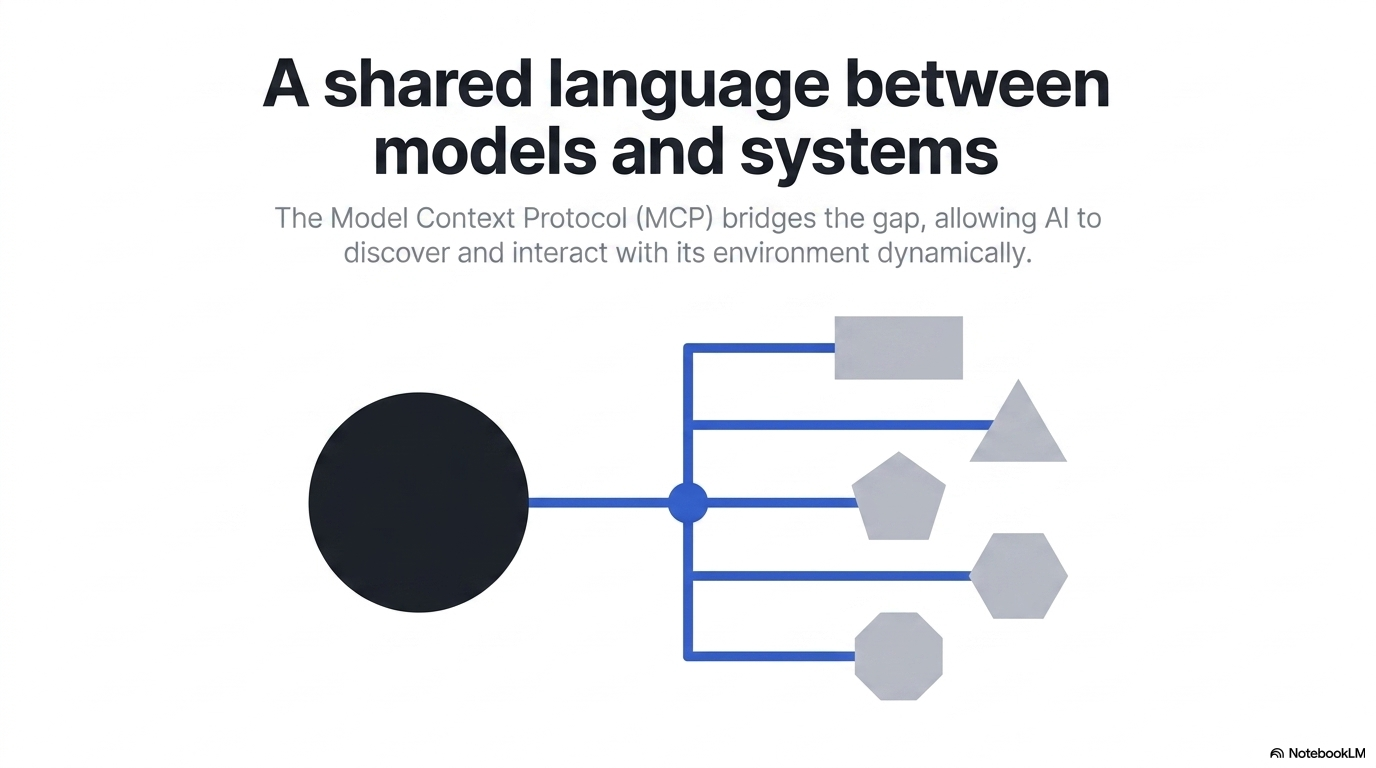 A shared language between
models and systems
The Model Context Protocol (MCP) bridges the gap, allowing AI to
discover and interact with its environment dynamically.
NotebookLM